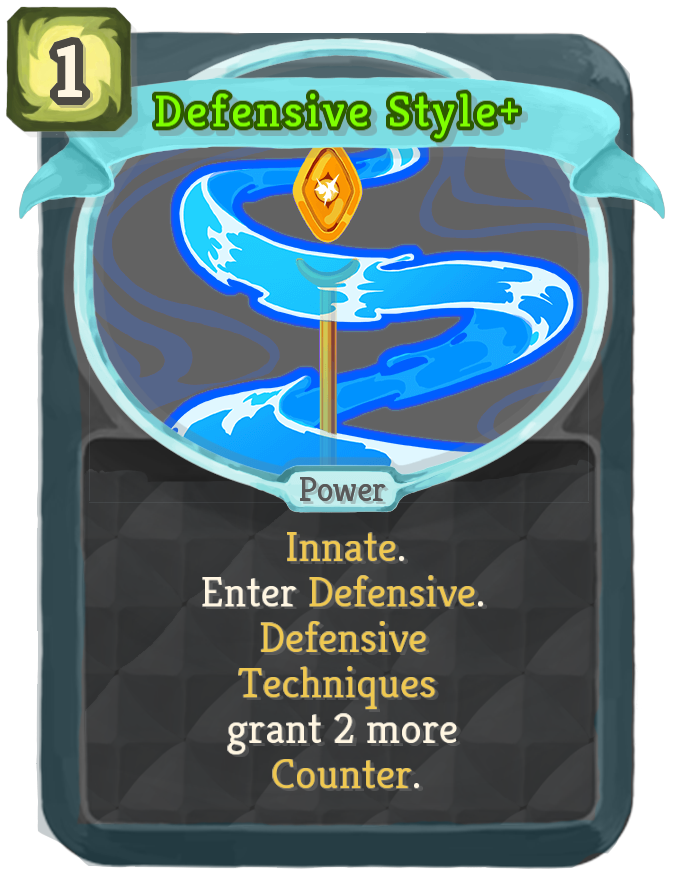 1
Defensive Style+
Power
Innate.
Enter Defensive.
Defensive
Techniques
grant 2 more
Counter.